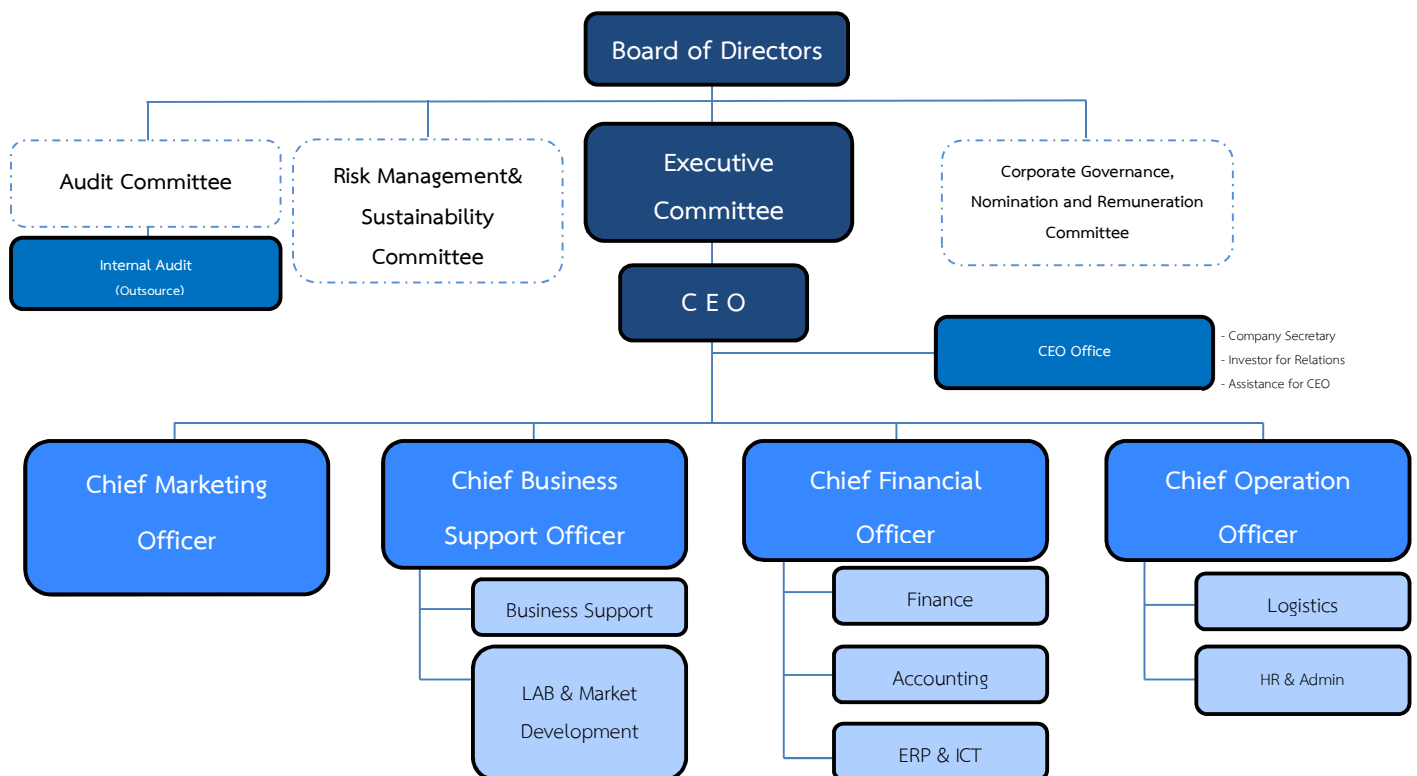 Board of Directors
Audit Committee
Risk Management&
Sustainability
Committee
Executive
Committee
Corporate Governance,
Nomination and Remuneration
Committee
Internal Audit
(Outsource)
C E O
CEO Office
- Company Secretary
- Investor for Relations
- Assistance for CEO
Chief Marketing
Officer
Chief Business
Support Officer
Chief Financial
Officer
Chief Operation
Officer
Business Support
LAB & Market
Development
Finance
Accounting
ERP & ICT
Logistics
HR & Admin